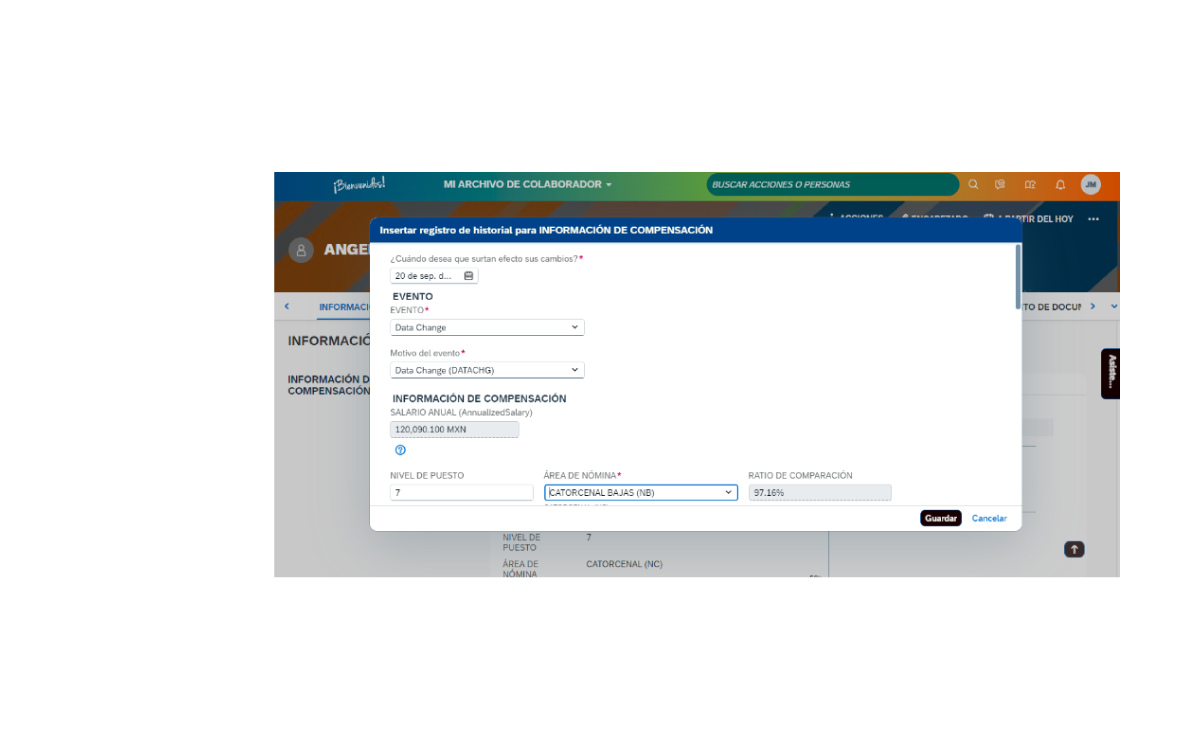 ¡Bienvenidos!
MI ARCHIVO DE COLABORADOR
BUSCAR ACCIONES O PERSONAS
JM
ACCIONES
ENCABEZADO
A PARTIR DEL HOY
ANGE
Insertar registro de historial para INFORMACIÓN DE COMPENSACIÓN
¿Cuándo desea que surtan efecto sus cambios?*
20 de sep. d...
INFORMACI
TO DE DOCU
EVENTO
EVENTO*
Data Change
INFORMACIÓ
Motivo del evento*
Data Change (DATACHG)
Asiste...
INFORMACIÓN D
COMPENSACIÓN
INFORMACIÓN DE COMPENSACIÓN
SALARIO ANUAL (AnnualizedSalary)
120,090.100 MXN
NIVEL DE PUESTO
ÁREA DE NÓMINA*
RATIO DE COMPARACIÓN
7
CATORCENAL BAJAS (NB)
97.16%
Guardar
Cancelar
NIVEL DE
PUESTO
7
ÁREA DE
NÓMINA
CATORCENAL (NC)